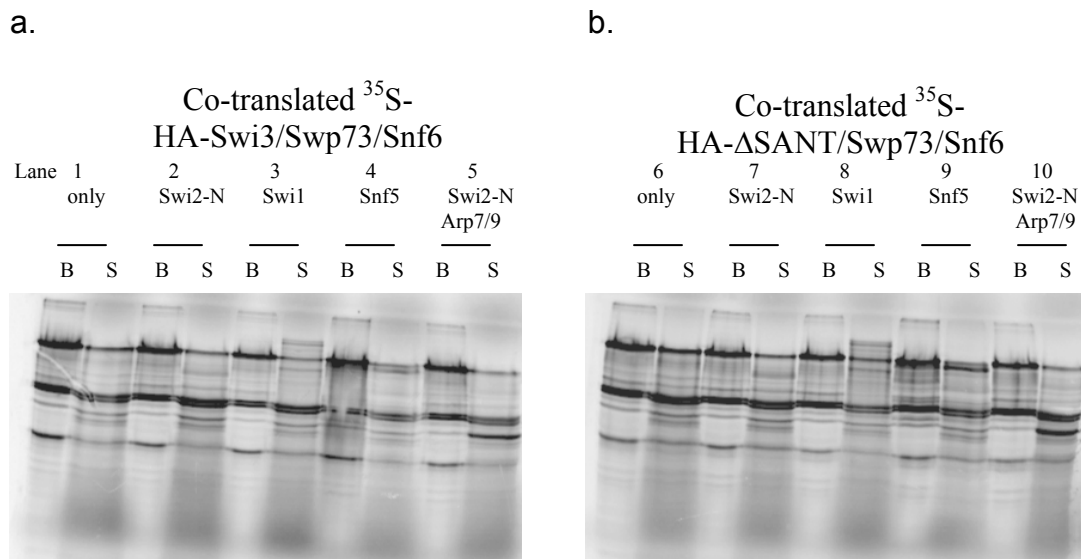 a.
Co-translated ³⁵S-
HA-Swi3/Swp73/Snf6
Lane 1 2 3 4 5
only Swi2-N Swi1 Snf5 Swi2-N
Arp7/9
B S B S B S B S B S
b.
Co-translated ³⁵S-
HA-ΔSANT/Swp73/Snf6
6 7 8 9 10
only Swi2-N Swi1 Snf5 Swi2-N
Arp7/9
B S B S B S B S B S